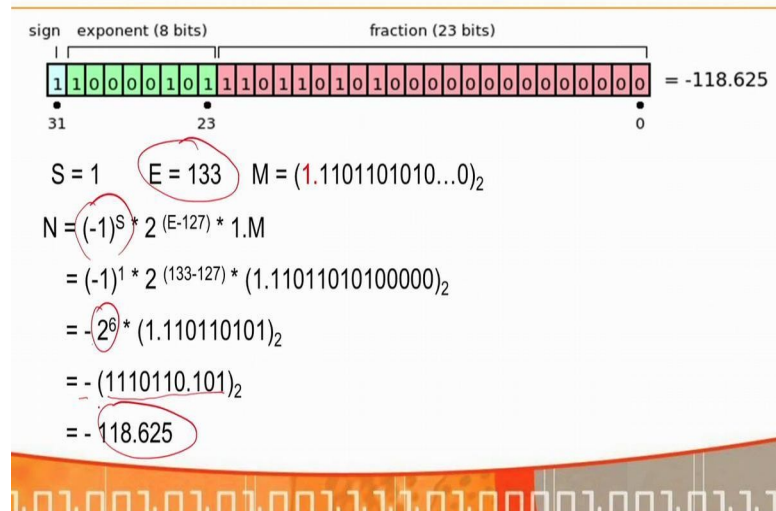 sign exponent (8 bits) fraction (23 bits)
1 1 0 0 0 0 1 0 1 1 1 0 1 1 0 1 0 1 0 0 0 0 0 0 0 0 0 0 0 0 0 0 = -118.625
31 23 0
S = 1 E = 133 M = (1.1101101010...0)₂
N = (-1)ˢ * 2 ⁽ᴱ⁻¹²⁷⁾ * 1.M
= (-1)¹ * 2 ⁽¹³³⁻¹²⁷⁾ * (1.11011010100000)₂
= - 2⁶ * (1.110110101)₂
= - (1110110.101)₂
= - 118.625